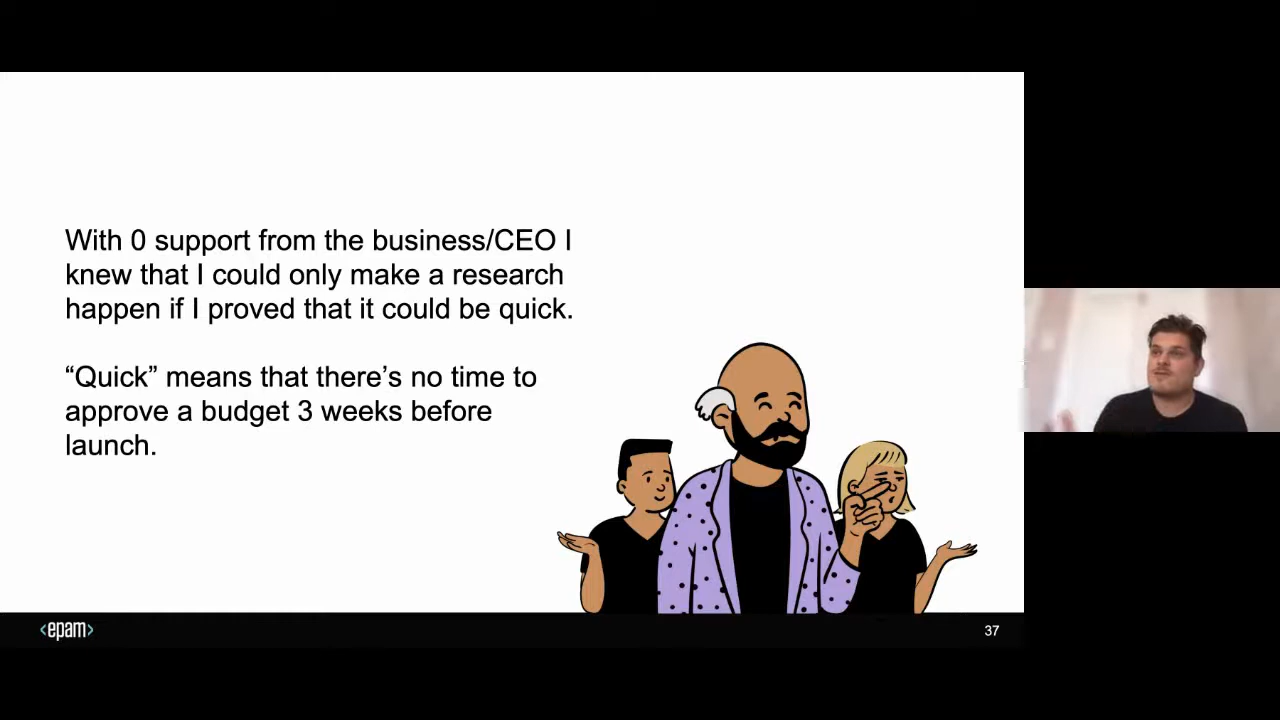 With 0 support from the business/CEO I
knew that I could only make a research
happen if I proved that it could be quick.
“Quick” means that there’s no time to
approve a budget 3 weeks before
launch.
<epam>
37